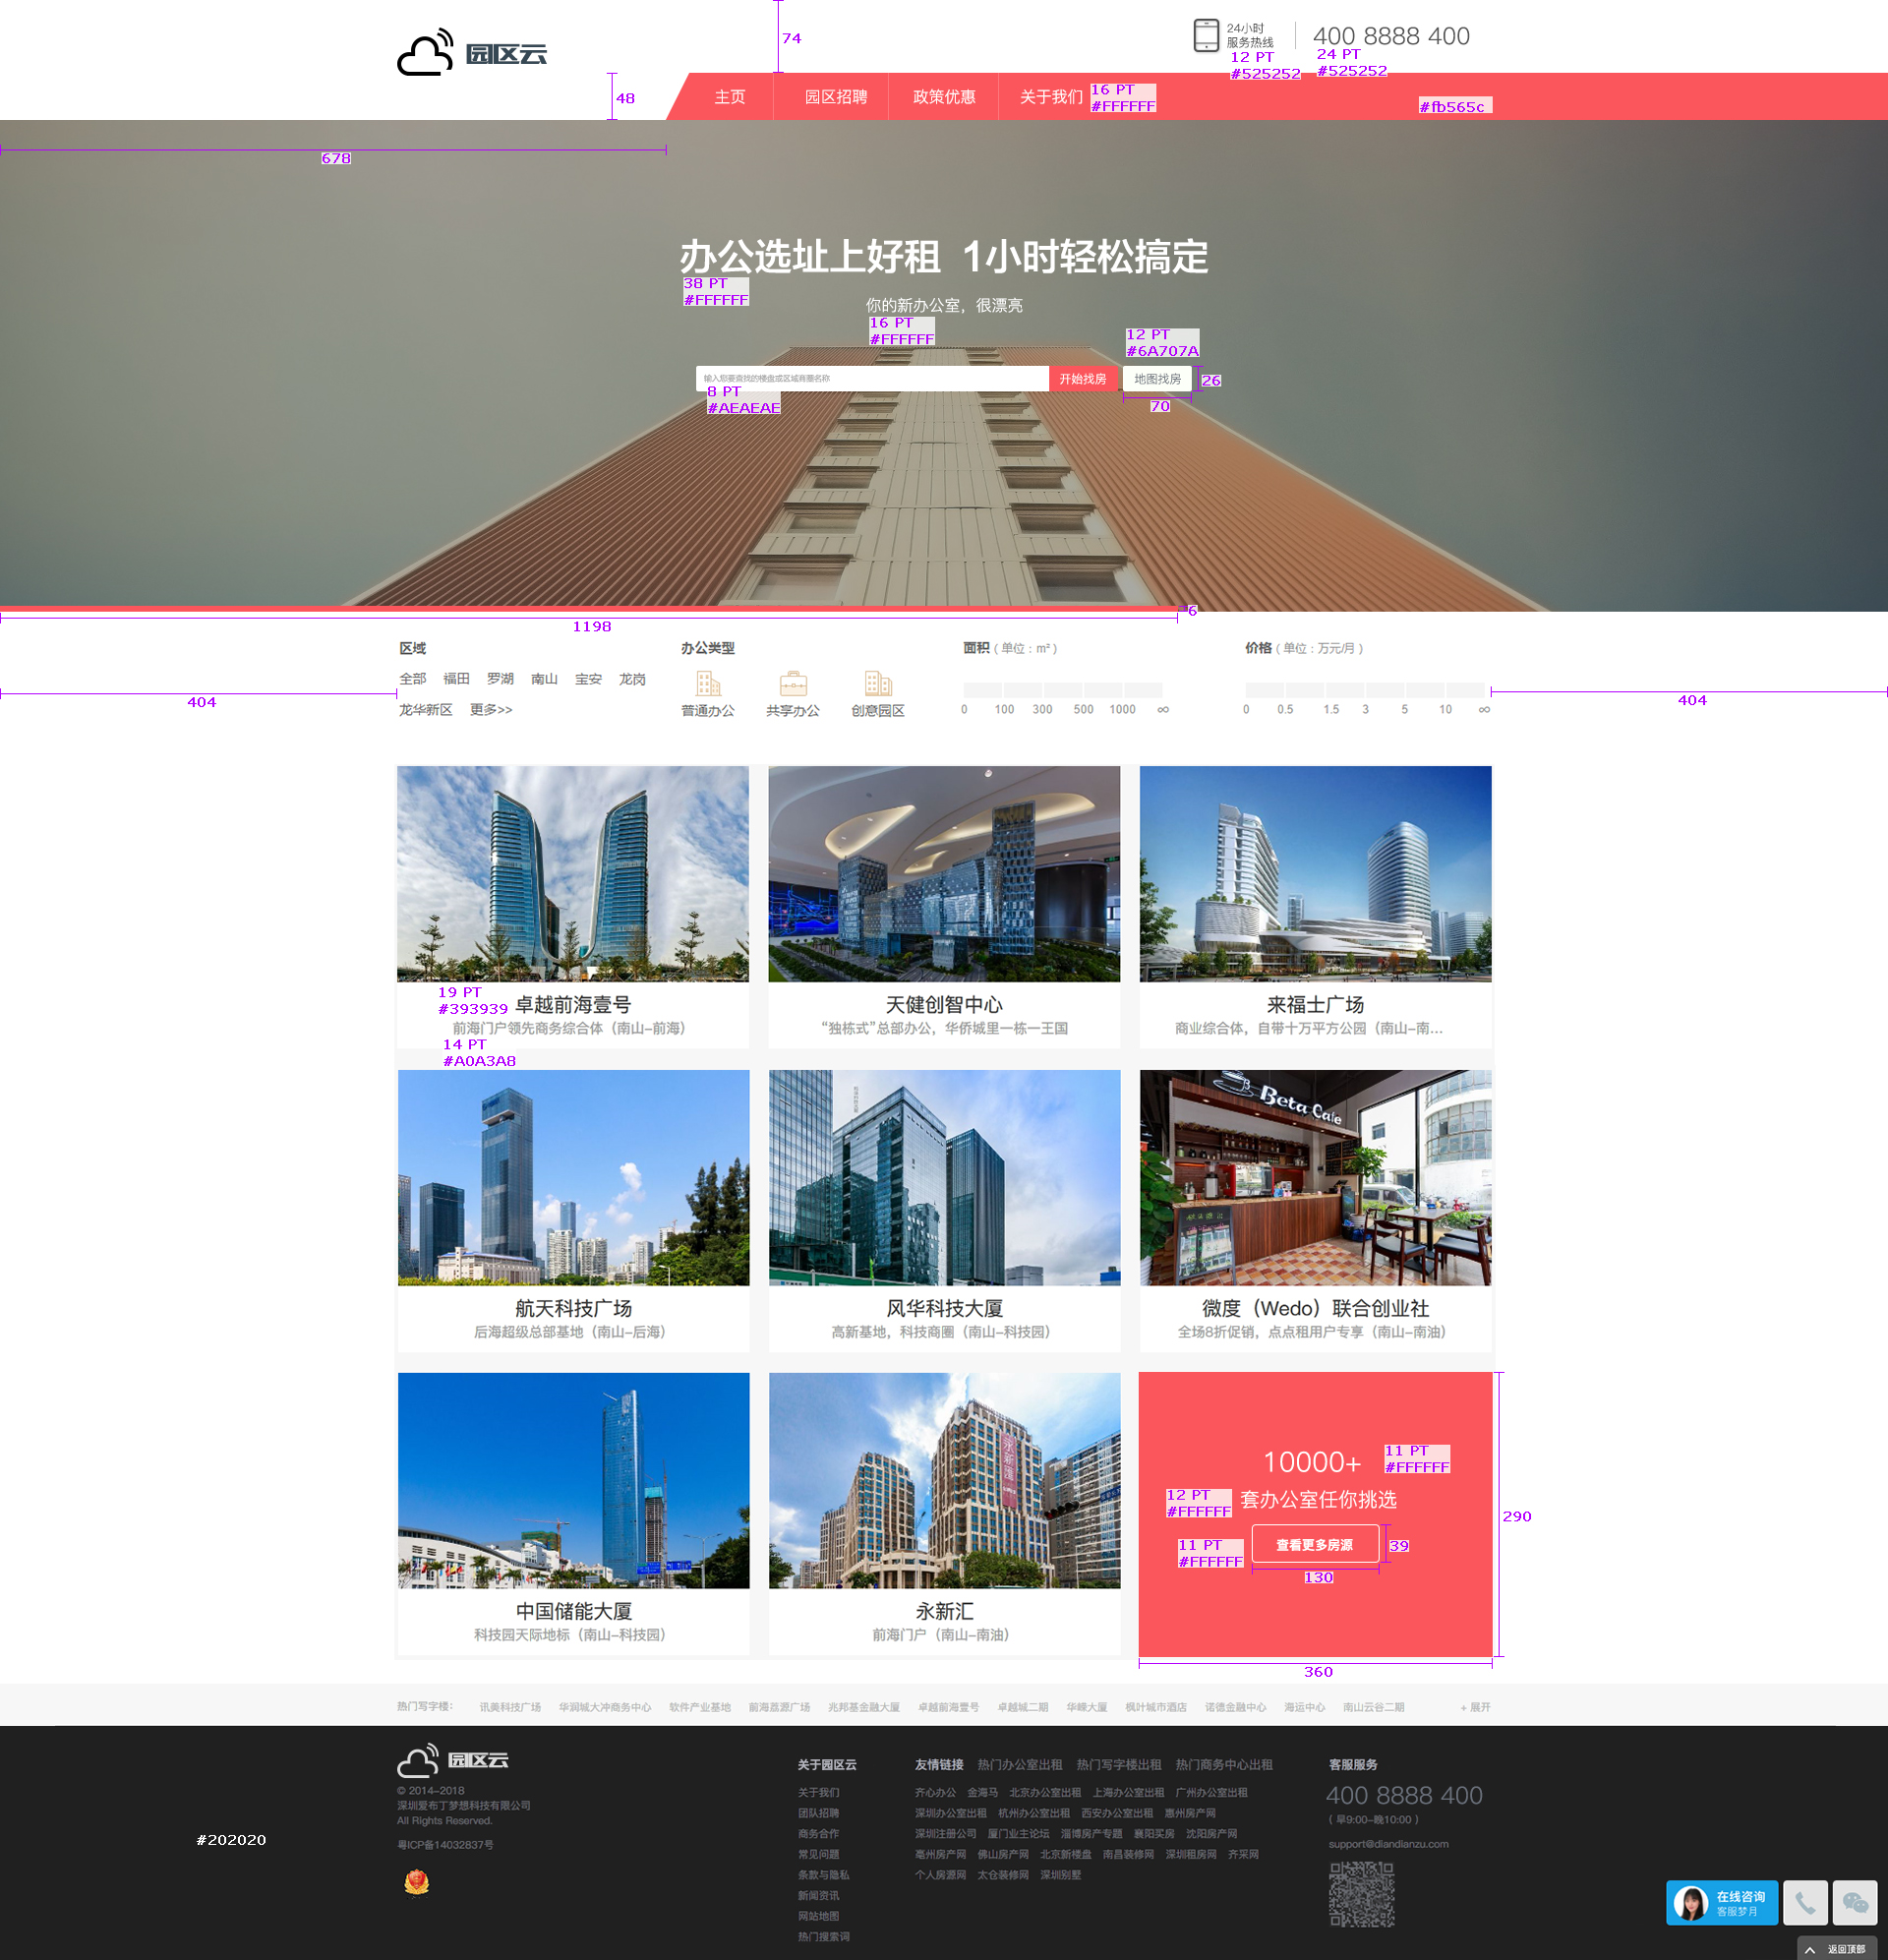 园区云
74
24小时
服务热线
400 8888 400
12 PT
#525252
24 PT
#525252
48
主页 园区招聘 政策优惠 关于我们
16 PT
#FFFFFF
#fb565c
678
办公选址上好租 1小时轻松搞定
38 PT
#FFFFFF
你的新办公室，很漂亮
16 PT
#FFFFFF
12 PT
#6A707A
输入您要查找的楼盘或区域商圈名称 开始找房 地图找房
26
8 PT
#AEAEAE
70
6
1198
区域
全部 福田 罗湖 南山 宝安 龙岗
龙华新区 更多>>
办公类型
普通办公 共享办公 创意园区
面积 ( 单位 : m² )
0 100 300 500 1000 ∞
价格 ( 单位 : 万元/月 )
0 0.5 1.5 3 5 10 ∞
404
404
19 PT
#393939
卓越前海壹号
前海门户领先商务综合体（南山-前海）
14 PT
#A0A3A8
天健创智中心
“独栋式”总部办公，华侨城里一栋一王国
来福士广场
商业综合体，自带十万平方公园（南山-南...
Beta Cafe
航天科技广场
后海超级总部基地（南山-后海）
风华科技大厦
高新基地，科技商圈（南山-科技园）
微度（Wedo）联合创业社
全场8折促销，点点租用户专享（南山-南油）
永新汇
中国储能大厦
科技园天际地标（南山-科技园）
永新汇
前海门户（南山-南油）
10000+
11 PT
#FFFFFF
12 PT
#FFFFFF
套办公室任你挑选
11 PT
#FFFFFF
查看更多房源
39
130
290
360
热门写字楼： 讯美科技广场 华润城大冲商务中心 软件产业基地 前海荔源广场 兆邦基金融大厦 卓越前海壹号 卓越城二期 华嵘大厦 枫叶城市酒店 诺德金融中心 海运中心 南山云谷二期 + 展开
园区云
© 2014-2018
深圳爱布丁梦想科技有限公司
All Rights Reserved.
粤ICP备14032837号
#202020
关于园区云
关于我们
团队招聘
商务合作
常见问题
条款与隐私
新闻资讯
网站地图
热门搜索词
友情链接 热门办公室出租 热门写字楼出租 热门商务中心出租
齐心办公 金海马 北京办公室出租 上海办公室出租 广州办公室出租
深圳办公室出租 杭州办公室出租 西安办公室出租 惠州房产网
深圳注册公司 厦门业主论坛 淄博房产专题 襄阳买房 沈阳房产网
亳州房产网 佛山房产网 北京新楼盘 南昌装修网 深圳租房网 齐采网
个人房源网 太仓装修网 深圳别墅
客服服务
400 8888 400
( 早9:00-晚10:00 )
support@diandianzu.com
在线咨询
客服梦月
返回顶部